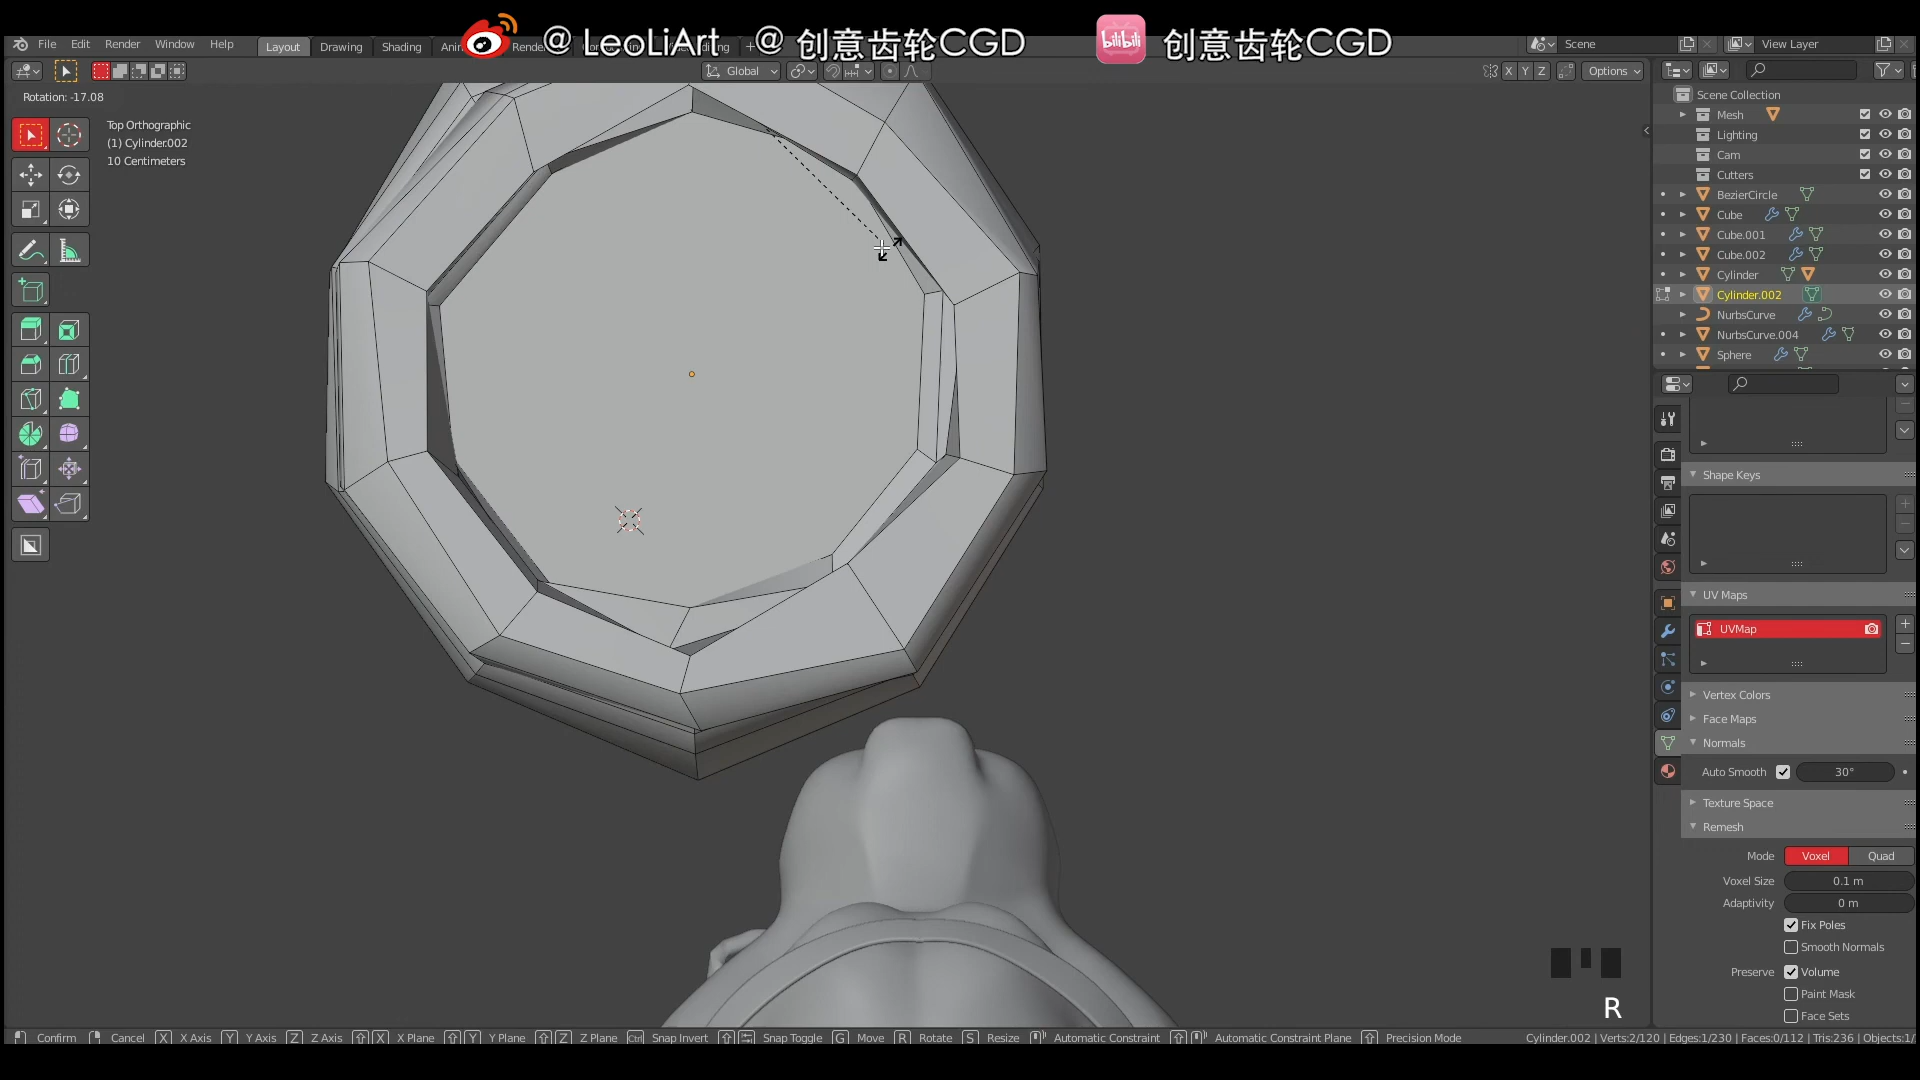 @ LeoLiArt @ 创意齿轮CGD
bilibili 创意齿轮CGD
File Edit Render Window Help Layout Drawing Shading
Scene View Layer
Global
X Y Z Options
Rotation: -17.08
Top Orthographic
(1) Cylinder.002
10 Centimeters
Scene Collection
Mesh
Lighting
Cam
Cutters
BezierCircle
Cube
Cube.001
Cube.002
Cylinder
Cylinder.002
NurbsCurve
NurbsCurve.004
Sphere
Shape Keys
UV Maps
UVMap
Vertex Colors
Face Maps
Normals
Auto Smooth 30°
Texture Space
Remesh
Mode Voxel Quad
Voxel Size 0.1 m
Adaptivity 0 m
Fix Poles
Smooth Normals
Preserve Volume
Paint Mask
Face Sets
R
Confirm Cancel X X Axis Y Y Axis Z Z Axis X X Plane Y Y Plane Z Z Plane Ctrl Snap Invert Snap Toggle G Move R Rotate S Resize Automatic Constraint Automatic Constraint Plane Precision Mode Cylinder.002 | Verts:2/120 | Edges:1/230 | Faces:0/112 | Tris:236 | Objects:1/